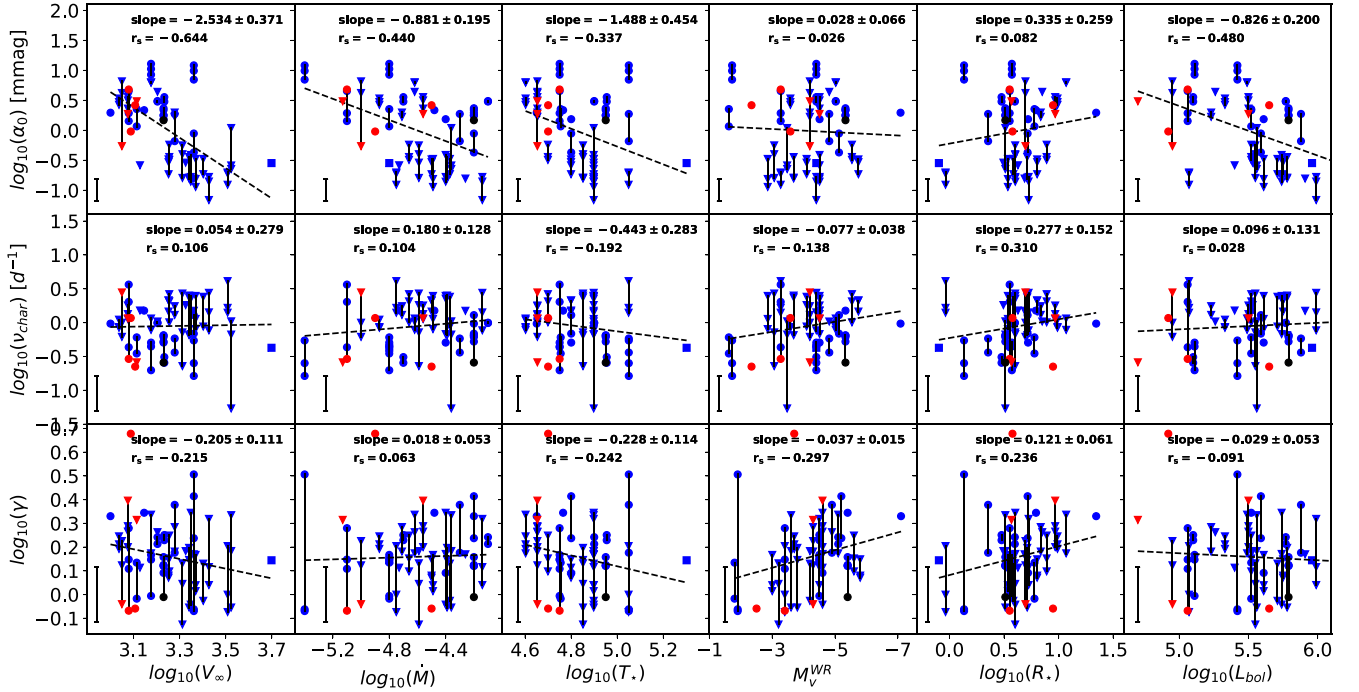 slope = −2.534 ± 0.371
r_s = −0.644
slope = −0.881 ± 0.195
r_s = −0.440
slope = −1.488 ± 0.454
r_s = −0.337
slope = 0.028 ± 0.066
r_s = −0.026
slope = 0.335 ± 0.259
r_s = 0.082
slope = −0.826 ± 0.200
r_s = −0.480
log₁₀(α₀) [mmag]
2.0
1.5
1.0
0.5
0.0
−0.5
−1.0
slope = 0.054 ± 0.279
r_s = 0.106
slope = 0.180 ± 0.128
r_s = 0.104
slope = −0.443 ± 0.283
r_s = −0.192
slope = −0.077 ± 0.038
r_s = −0.138
slope = 0.277 ± 0.152
r_s = 0.310
slope = 0.096 ± 0.131
r_s = 0.028
log₁₀(ν_char) [d⁻¹]
1.5
1.0
0.5
0.0
−0.5
−1.0
−1.5
slope = −0.205 ± 0.111
r_s = −0.215
slope = 0.018 ± 0.053
r_s = 0.063
slope = −0.228 ± 0.114
r_s = −0.242
slope = −0.037 ± 0.015
r_s = −0.297
slope = 0.121 ± 0.061
r_s = 0.236
slope = −0.029 ± 0.053
r_s = −0.091
log₁₀(γ)
0.7
0.6
0.5
0.4
0.3
0.2
0.1
0.0
−0.1
3.1 3.3 3.5 3.7
−5.2 −4.8 −4.4
4.6 4.8 5.0 5.2
−1 −3 −5 −7
0.0 0.5 1.0 1.5
5.0 5.5 6.0
log₁₀(V_∞)
log₁₀(Ṁ)
log₁₀(T⋆)
M_v^WR
log₁₀(R⋆)
log₁₀(L_bol)